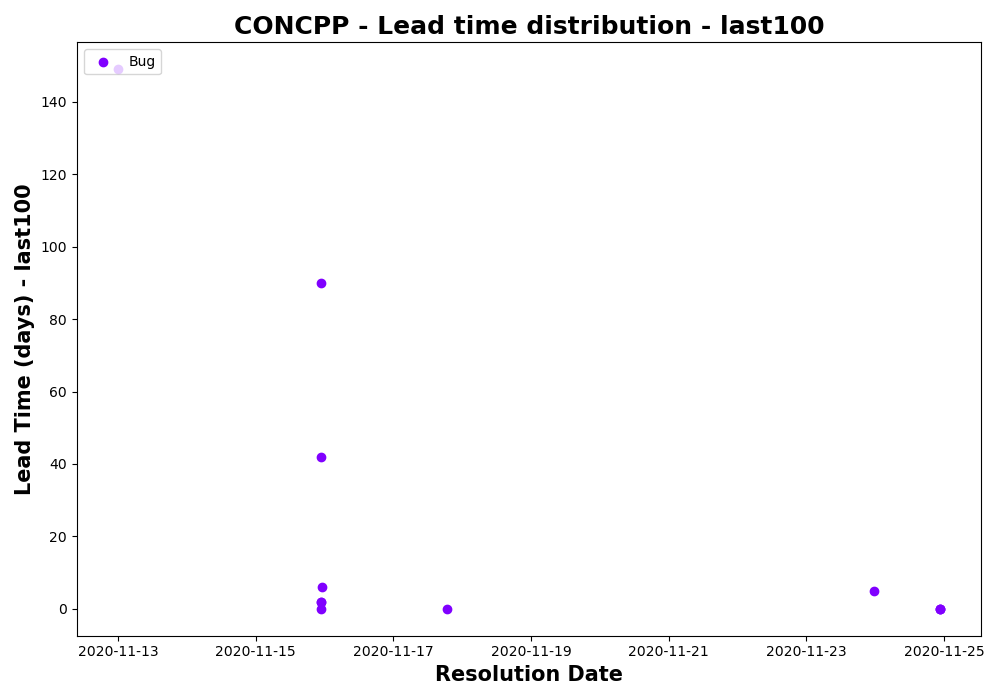 CONCPP - Lead time distribution - last100
Bug
Lead Time (days) - last100
140
120
100
80
60
40
20
0
2020-11-13 2020-11-15 2020-11-17 2020-11-19 2020-11-21 2020-11-23 2020-11-25
Resolution Date